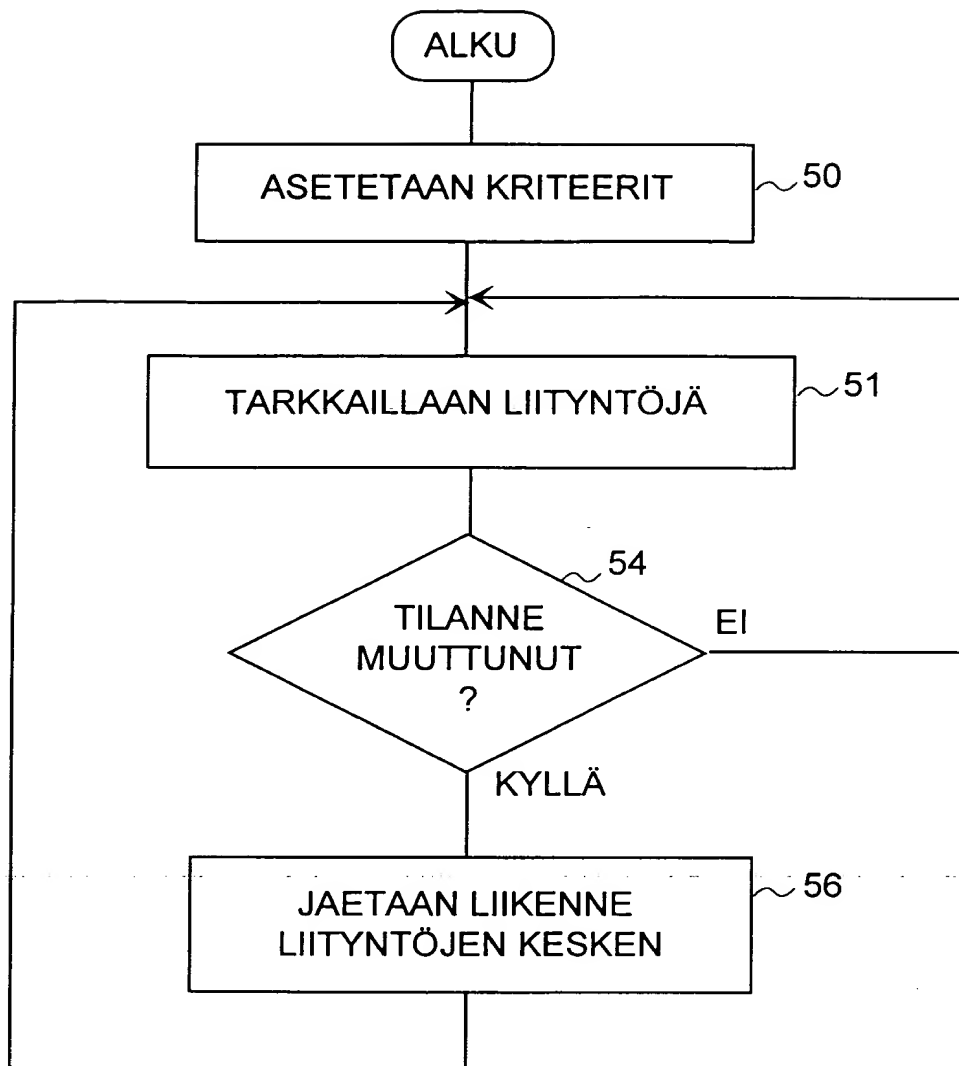 ALKU
ASETETAAN KRITEERIT
50
TARKKAILLAAN LIITYNTÖJÄ
51
54
TILANNE
MUUTTUNUT
?
EI
KYLLÄ
JAETAAN LIIKENNE
LIITYNTÖJEN KESKEN
56